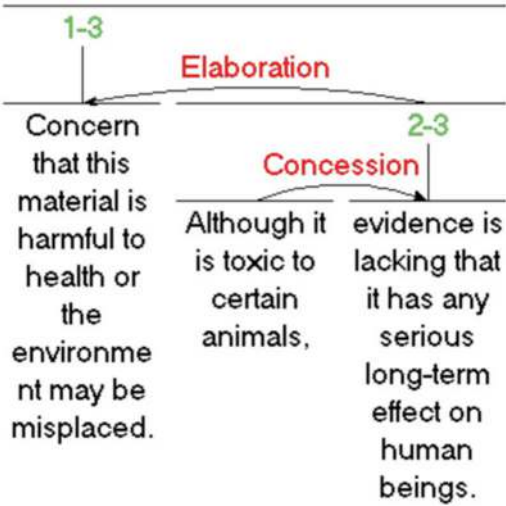 1-3
Elaboration
Concern
that this
material is
harmful to
health or
the
environme
nt may be
misplaced.
2-3
Concession
Although it
is toxic to
certain
animals,
evidence is
lacking that
it has any
serious
long-term
effect on
human
beings.